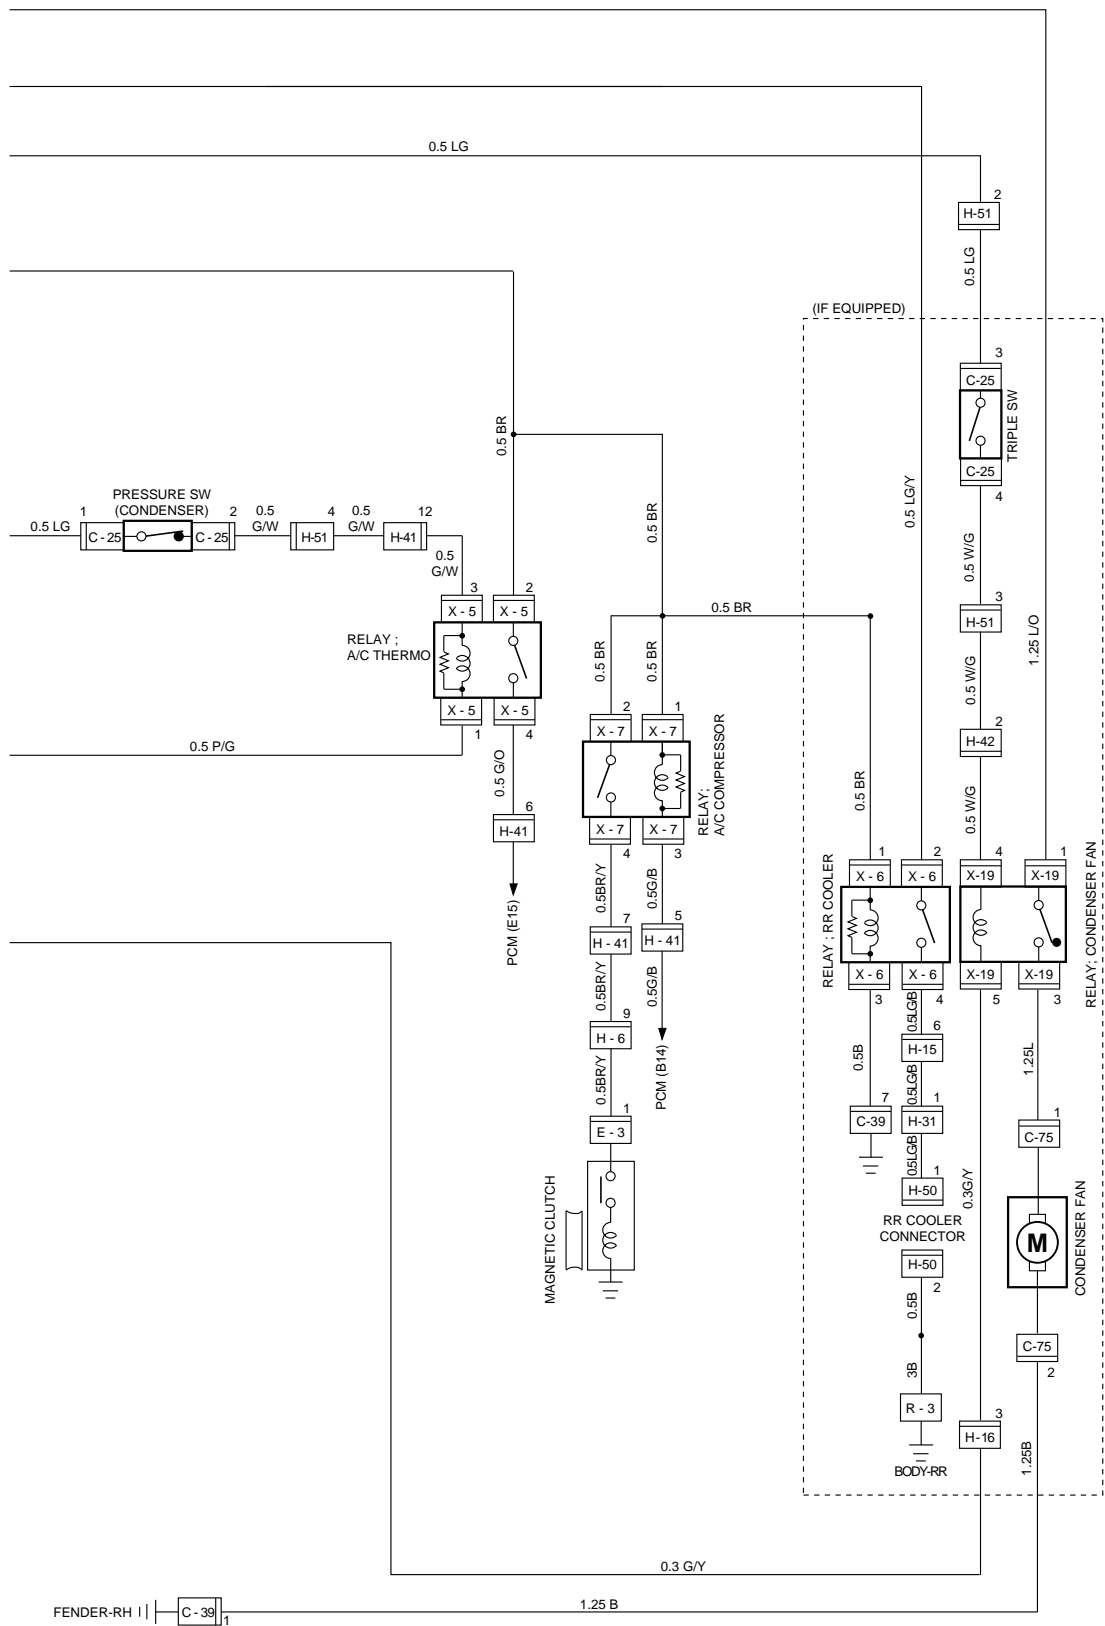 0.5 LG
2
H-51
0.5 LG
(IF EQUIPPED)
3
C-25
TRIPLE SW
C-25
4
0.5 BR
0.5 LG/Y
PRESSURE SW
(CONDENSER)
0.5 LG
1
C - 25
C - 25
2
0.5
G/W
4
H-51
0.5
G/W
12
H-41
0.5
G/W
0.5 BR
0.5 W/G
3
X - 5
2
X - 5
0.5 BR
3
H-51
RELAY ;
A/C THERMO
1.25 L/O
0.5 BR
0.5 BR
0.5 W/G
X - 5
1
X - 5
4
2
X - 7
1
X - 7
2
H-42
0.5 P/G
0.5 G/O
RELAY;
A/C COMPRESSOR
0.5 BR
0.5 W/G
6
H-41
X - 7
4
X - 7
3
1
X - 6
2
X - 6
4
X-19
1
X-19
PCM (E15)
0.5BR/Y
0.5G/B
RELAY ; RR COOLER
RELAY; CONDENSER FAN
7
H - 41
5
H - 41
0.5BR/Y
0.5G/B
X - 6
3
X - 6
4
X-19
5
X-19
3
9
H - 6
0.5LG/B
6
H-15
0.5B
1.25L
0.5BR/Y
PCM (B14)
0.5LG/B
1
E - 3
7
C-39
1
H-31
1
C-75
0.5LG/B
1
H-50
0.3G/Y
MAGNETIC CLUTCH
RR COOLER
CONNECTOR
M
CONDENSER FAN
H-50
2
0.5B
C-75
2
3B
R - 3
3
H-16
1.25B
BODY-RR
0.3 G/Y
1.25 B
FENDER-RH
C - 39
1